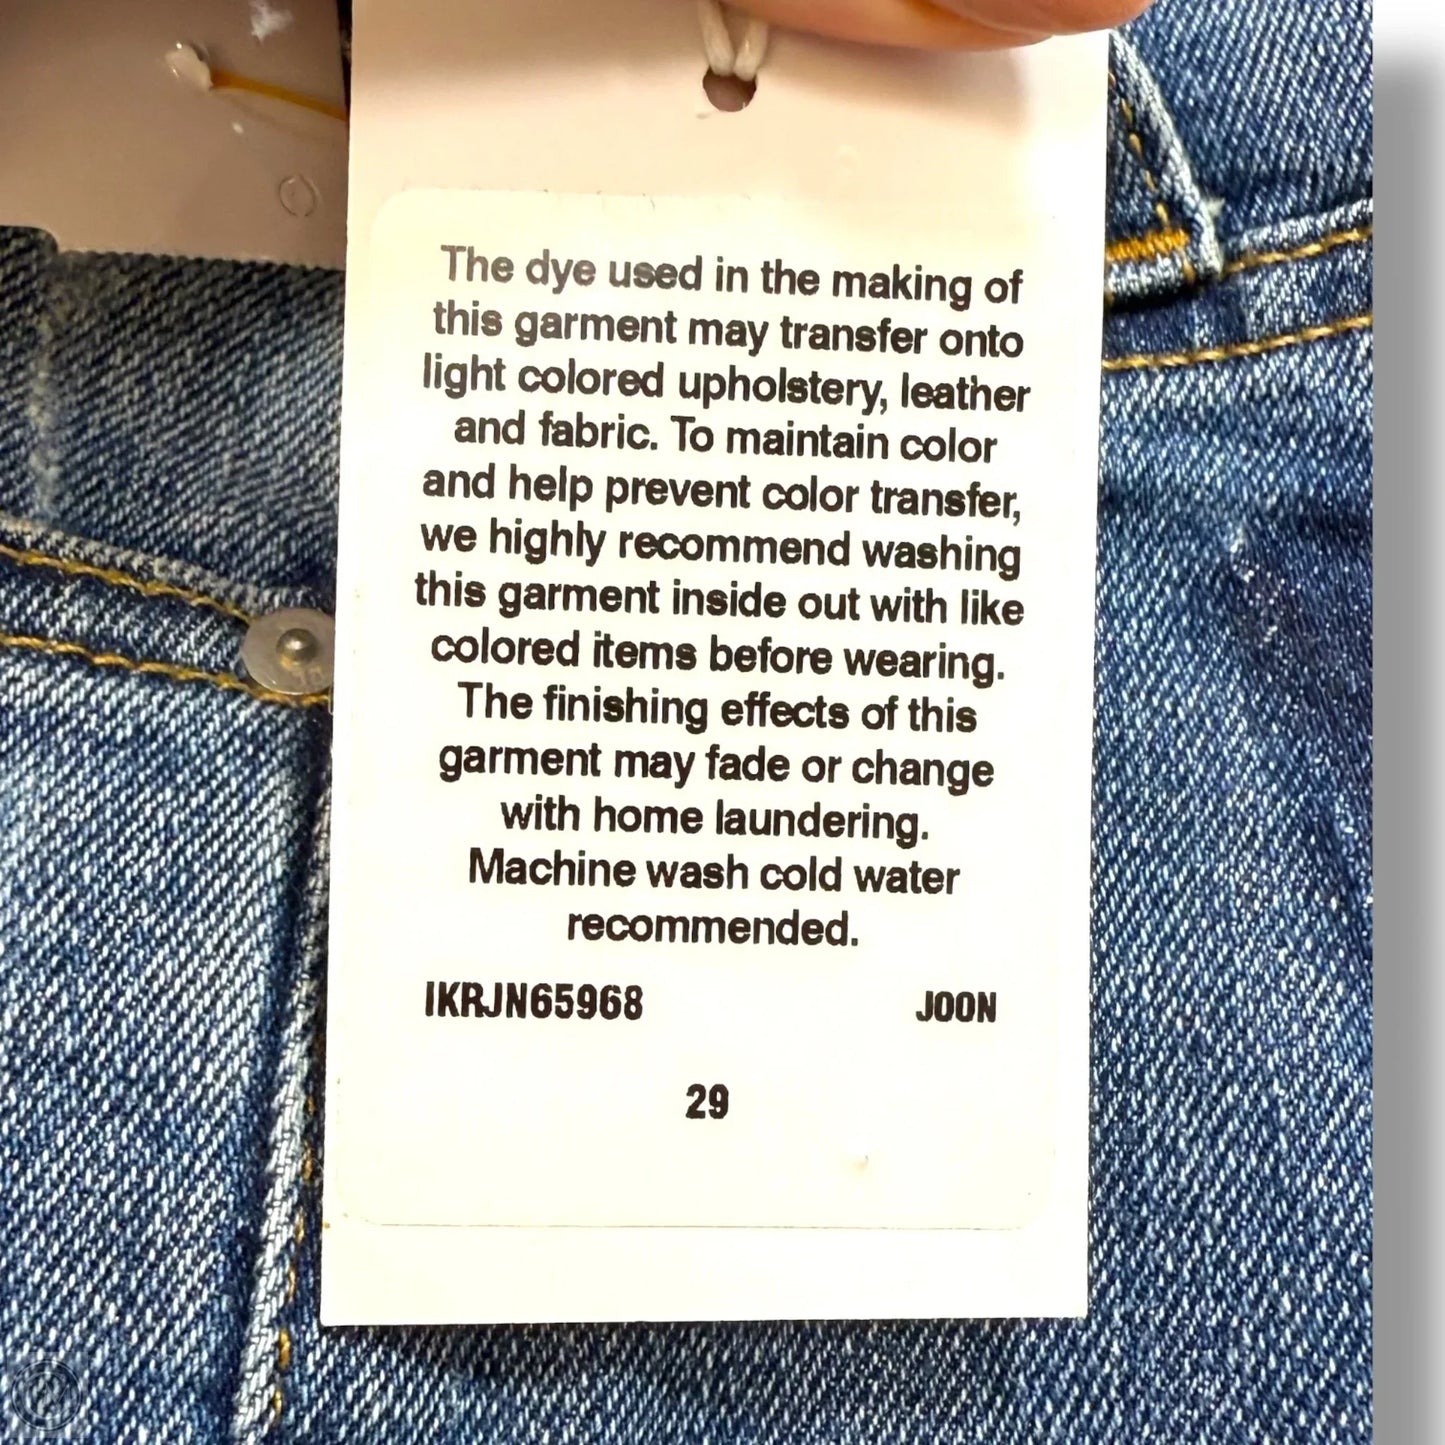 The dye used in the making of
this garment may transfer onto
light colored upholstery, leather
and fabric. To maintain color
and help prevent color transfer,
we highly recommend washing
this garment inside out with like
colored items before wearing.
The finishing effects of this
garment may fade or change
with home laundering.
Machine wash cold water
recommended.
IKRJN65968 JOON
29